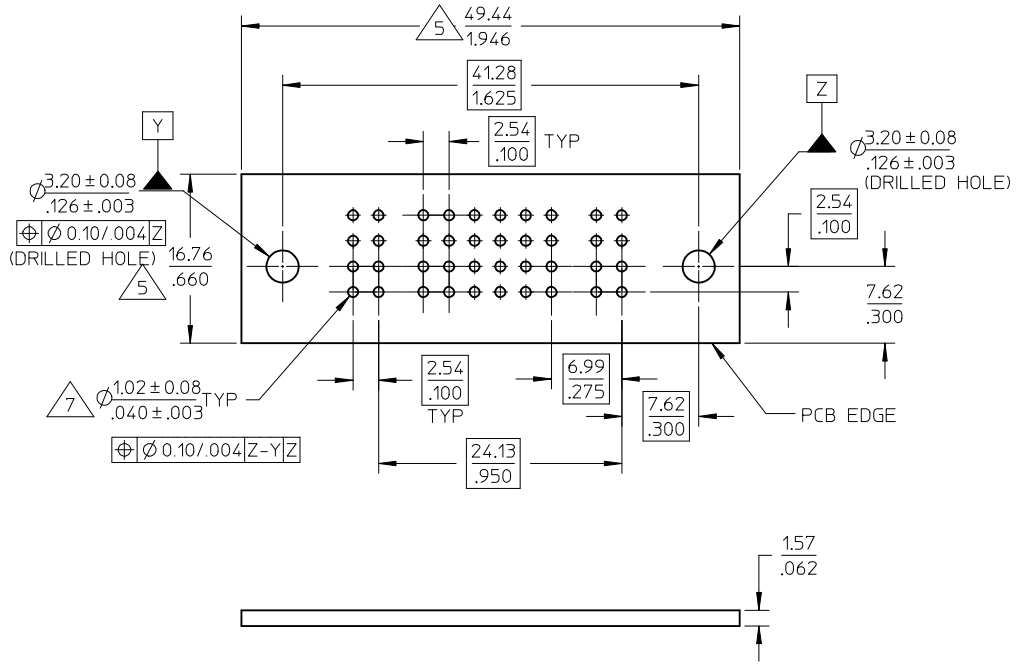 5 49.44
1.946
41.28
1.625
Z
2.54 TYP
.100
Y
⌀3.20±0.08
.126±.003
(DRILLED HOLE)
⌀3.20±0.08
.126±.003
⌖ ⌀ 0.10/.004 Z
(DRILLED HOLE)
2.54
.100
5 16.76
.660
7.62
.300
7 ⌀1.02±0.08 TYP
.040±.003
⌖ ⌀ 0.10/.004 Z-Y Z
2.54
.100
TYP
6.99
.275
7.62
.300
PCB EDGE
24.13
.950
1.57
.062